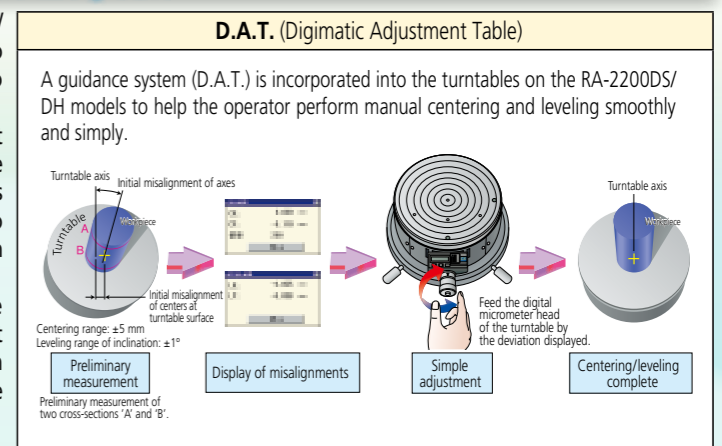 D.A.T. (Digimatic Adjustment Table)
A guidance system (D.A.T.) is incorporated into the turntables on the RA-2200DS/
DH models to help the operator perform manual centering and leveling smoothly
and simply.
Turntable axis
Initial misalignment of axes
Turntable
Workpiece
A
B
Initial misalignment
of centers at
turntable surface
Centering range: ±5 mm
Leveling range of inclination: ±1°
Preliminary
measurement
Preliminary measurement of
two cross-sections 'A' and 'B'.
Display of misalignments
Feed the digital
micrometer head
of the turntable by
the deviation displayed.
Simple
adjustment
Turntable axis
Workpiece
Centering/leveling
complete